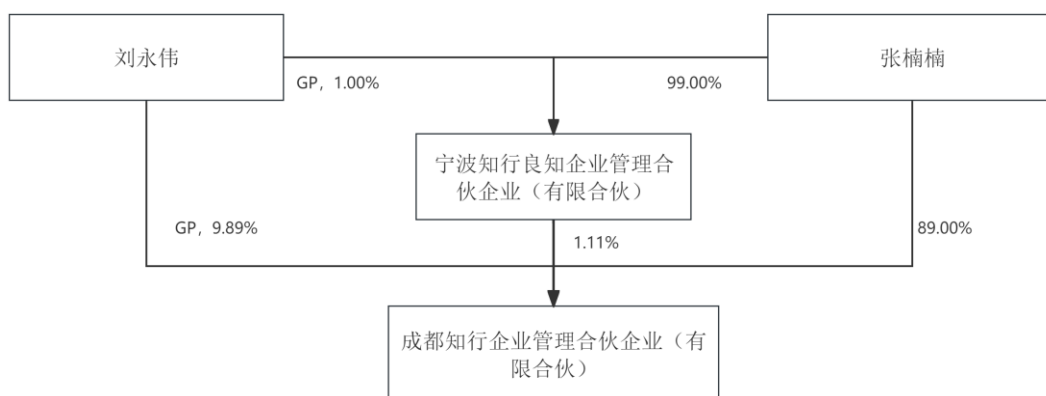 刘永伟
张楠楠
GP，1.00%
99.00%
宁波知行良知企业管理合
伙企业（有限合伙）
GP，9.89%
1.11%
89.00%
成都知行企业管理合伙企业（有
限合伙）